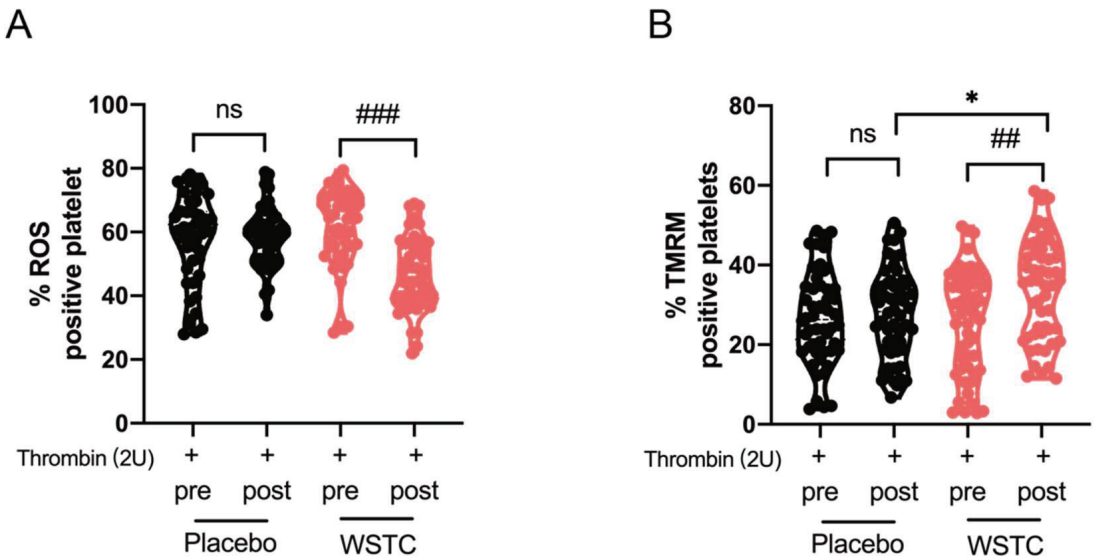 A
% ROS
positive platelet
100
80
60
40
20
0
ns
###
Thrombin (2U) + + + +
pre post pre post
Placebo WSTC
B
% TMRM
positive platelets
80
60
40
20
0
*
ns
##
Thrombin (2U) + + + +
pre post pre post
Placebo WSTC